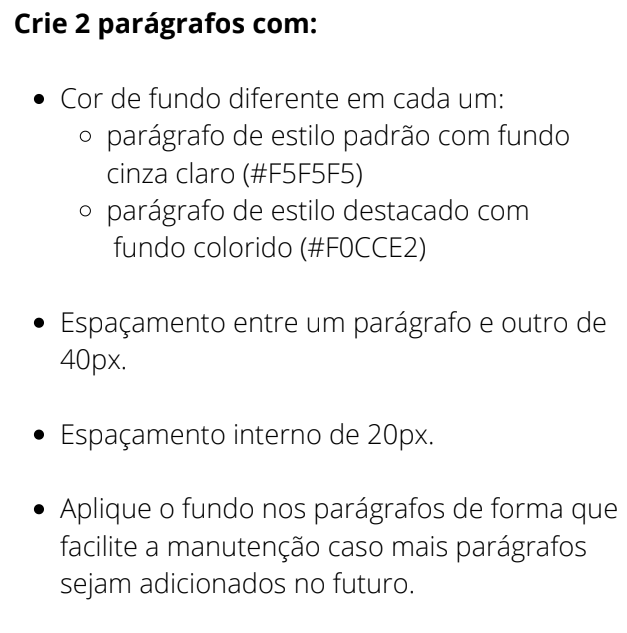 Crie 2 parágrafos com:
Cor de fundo diferente em cada um:
parágrafo de estilo padrão com fundo
cinza claro (#F5F5F5)
parágrafo de estilo destacado com
fundo colorido (#F0CCE2)
Espaçamento entre um parágrafo e outro de
40px.
Espaçamento interno de 20px.
Aplique o fundo nos parágrafos de forma que
facilite a manutenção caso mais parágrafos
sejam adicionados no futuro.